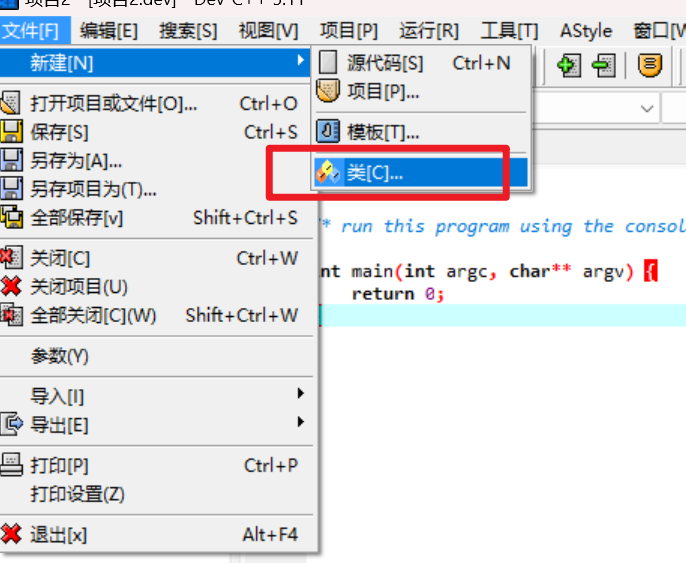 项目2 - [项目2.dev] - Dev-C++ 5.11
文件[F] 编辑[E] 搜索[S] 视图[V] 项目[P] 运行[R] 工具[T] AStyle 窗口[W
新建[N]
源代码[S] Ctrl+N
项目[P]...
模板[T]...
类[C]...
打开项目或文件[O]... Ctrl+O
保存[S] Ctrl+S
另存为[A]...
另存项目为(T)...
全部保存[v] Shift+Ctrl+S
关闭[C] Ctrl+W
关闭项目(U)
全部关闭[C](W) Shift+Ctrl+W
参数(Y)
导入[I]
导出[E]
打印[P] Ctrl+P
打印设置(Z)
退出[x] Alt+F4
* run this program using the consol
nt main(int argc, char** argv) {
return 0;